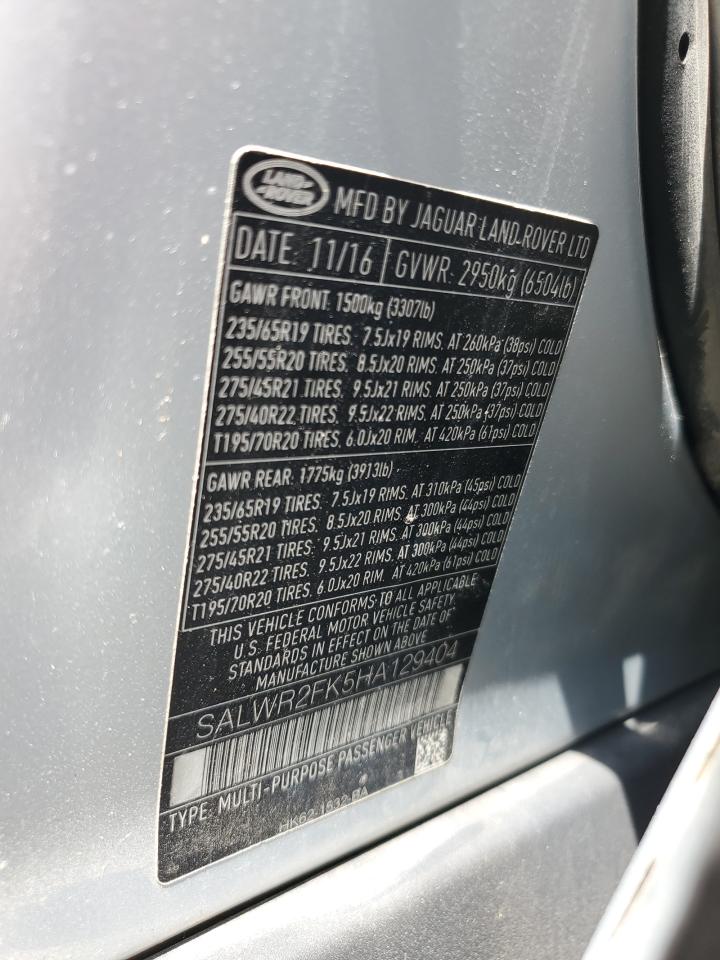 LAND ROVER
MFD BY JAGUAR LAND ROVER LTD
DATE: 11/16 GVWR: 2950kg (6504lb)
GAWR FRONT: 1500kg (3307lb)
235/65R19 TIRES. 7.5Jx19 RIMS. AT 260kPa (38psi) COLD
255/55R20 TIRES. 8.5Jx20 RIMS. AT 250kPa (37psi) COLD
275/45R21 TIRES. 9.5Jx21 RIMS. AT 250kPa (37psi) COLD
275/40R22 TIRES. 9.5Jx22 RIMS. AT 250kPa (37psi) COLD
T195/70R20 TIRES. 6.0Jx20 RIM. AT 420kPa (61psi) COLD
GAWR REAR: 1775kg (3913lb)
235/65R19 TIRES. 7.5Jx19 RIMS. AT 310kPa (45psi) COLD
255/55R20 TIRES. 8.5Jx20 RIMS. AT 300kPa (44psi) COLD
275/45R21 TIRES. 9.5Jx21 RIMS. AT 300kPa (44psi) COLD
275/40R22 TIRES. 9.5Jx22 RIMS. AT 300kPa (44psi) COLD
T195/70R20 TIRES. 6.0Jx20 RIM. AT 420kPa (61psi) COLD
THIS VEHICLE CONFORMS TO ALL APPLICABLE
U.S. FEDERAL MOTOR VEHICLE SAFETY
STANDARDS IN EFFECT ON THE DATE OF
MANUFACTURE SHOWN ABOVE
SALWR2FK5HA129404
TYPE: MULTI-PURPOSE PASSENGER VEHICLE